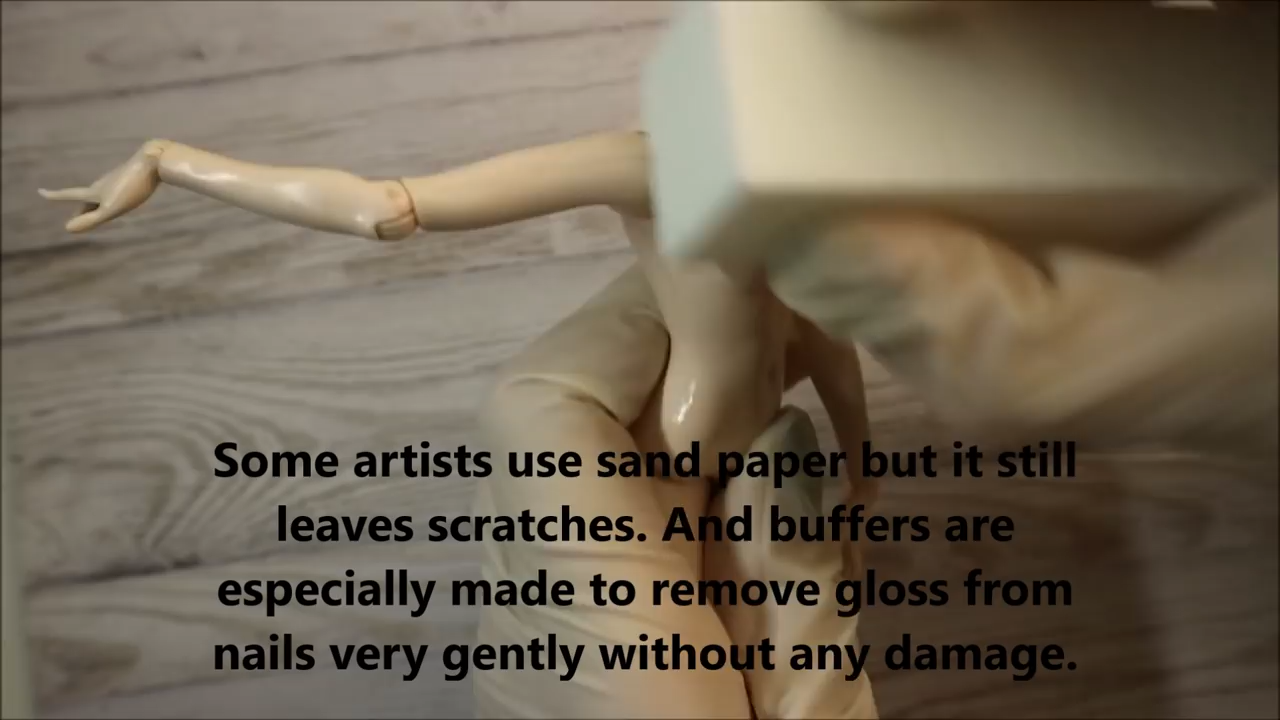 Some artists use sand paper but it still
leaves scratches. And buffers are
especially made to remove gloss from
nails very gently without any damage.